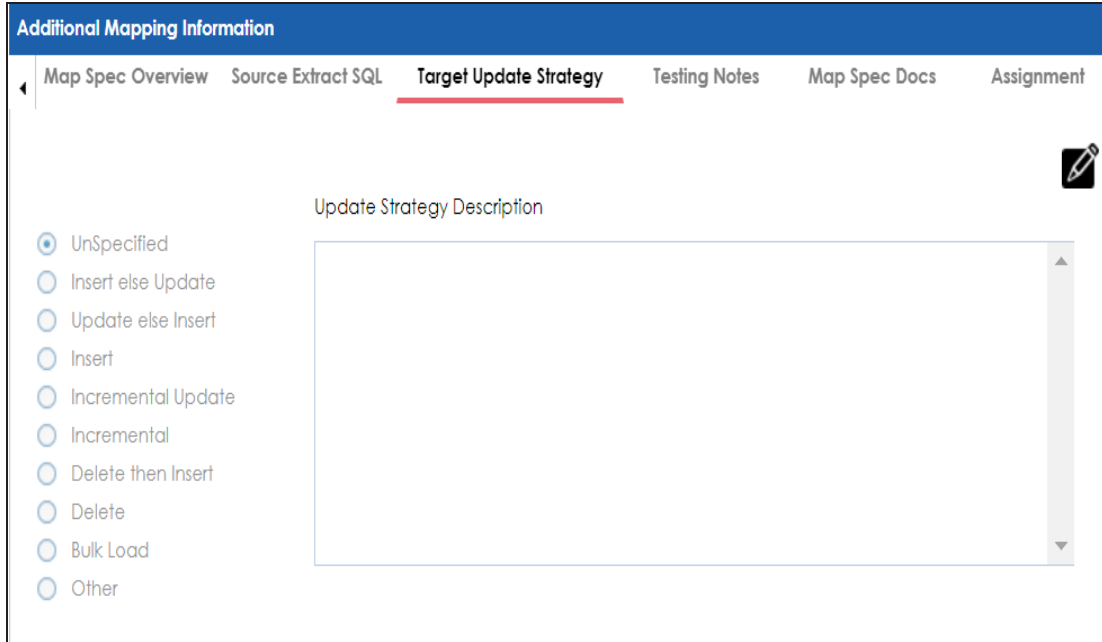 Additional Mapping Information
Map Spec Overview Source Extract SQL Target Update Strategy Testing Notes Map Spec Docs Assignment
Update Strategy Description
UnSpecified
Insert else Update
Update else Insert
Insert
Incremental Update
Incremental
Delete then Insert
Delete
Bulk Load
Other